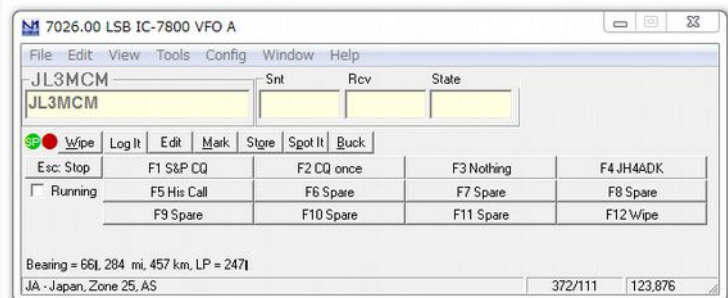 N1 7026.00 LSB IC-7800 VFO A
File Edit View Tools Config Window Help
JL3MCM Snt Rcv State
JL3MCM
SP Wipe Log It Edit Mark Store Spot It Buck
Esc: Stop F1 S&P CQ F2 CQ once F3 Nothing F4 JH4ADK
Running F5 His Call F6 Spare F7 Spare F8 Spare
F9 Spare F10 Spare F11 Spare F12 Wipe
Bearing = 66ļ, 284 mi, 457 km, LP = 247ļ
JA - Japan, Zone 25, AS 372/111 123,876